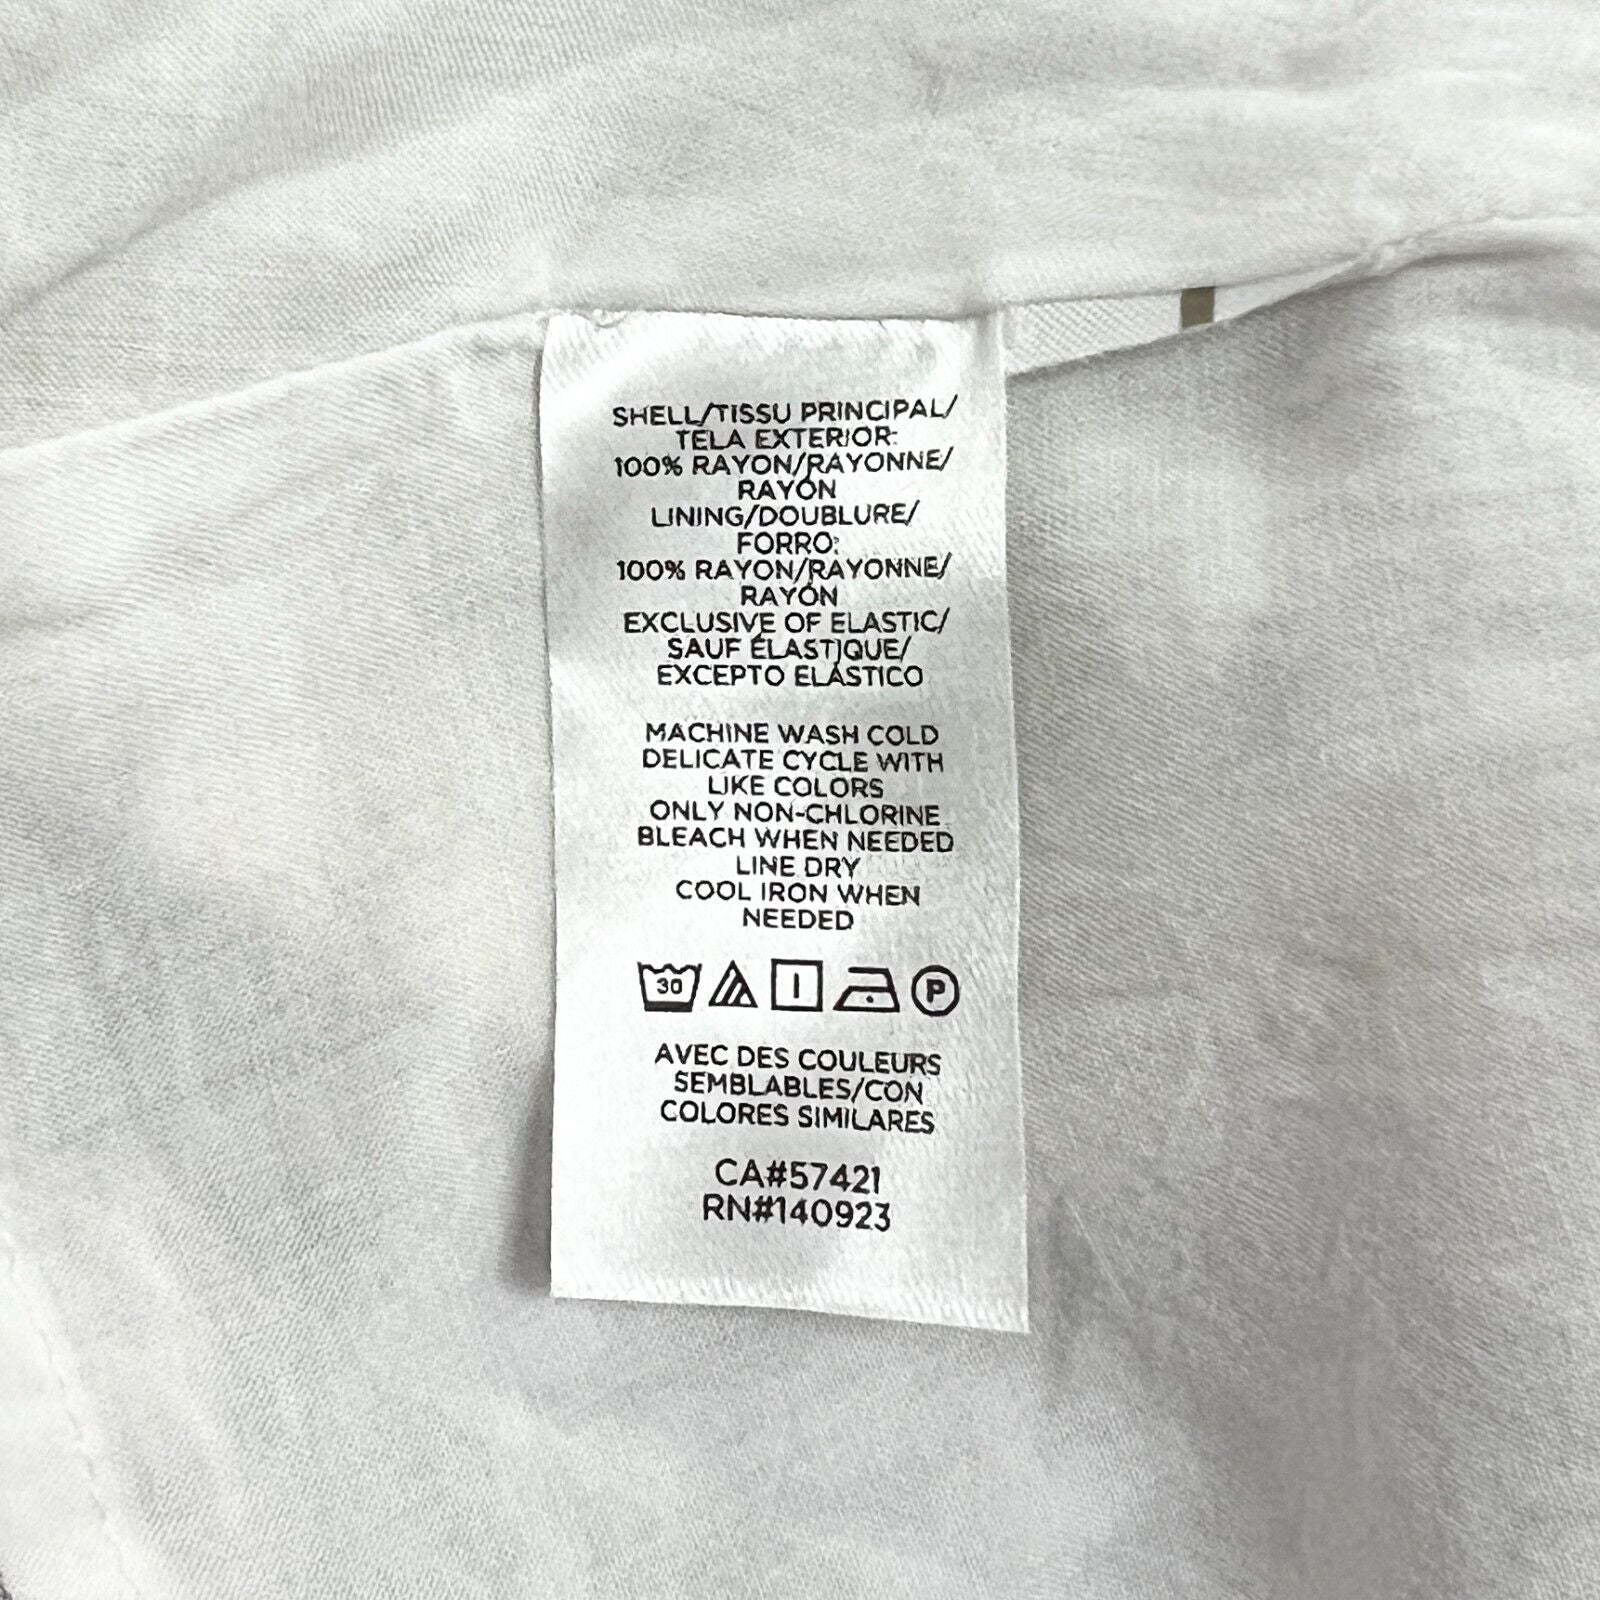 SHELL/TISSU PRINCIPAL/
TELA EXTERIOR:
100% RAYON/RAYONNE/
RAYÓN
LINING/DOUBLURE/
FORRO:
100% RAYON/RAYONNE/
RAYÓN
EXCLUSIVE OF ELASTIC/
SAUF ÉLASTIQUE/
EXCEPTO ELÁSTICO
MACHINE WASH COLD
DELICATE CYCLE WITH
LIKE COLORS
ONLY NON-CHLORINE
BLEACH WHEN NEEDED
LINE DRY
COOL IRON WHEN
NEEDED
30 P
AVEC DES COULEURS
SEMBLABLES/CON
COLORES SIMILARES
CA#57421
RN#140923